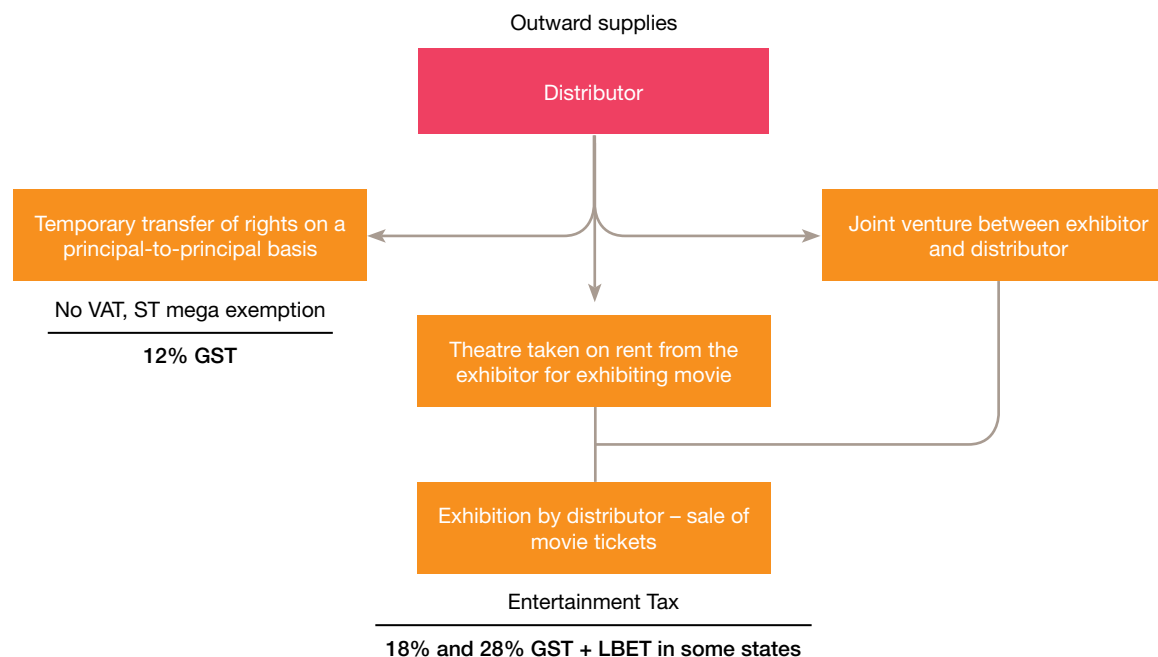 Outward supplies
Distributor
Temporary transfer of rights on a
principal-to-principal basis
Joint venture between exhibitor
and distributor
No VAT, ST mega exemption
12% GST
Theatre taken on rent from the
exhibitor for exhibiting movie
Exhibition by distributor – sale of
movie tickets
Entertainment Tax
18% and 28% GST + LBET in some states